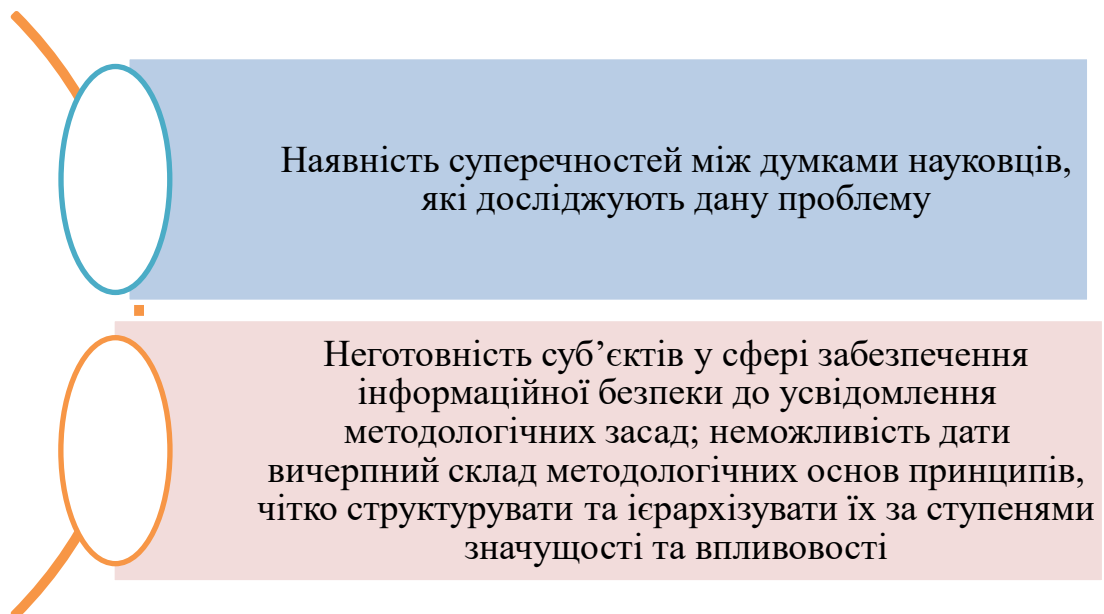 Наявність суперечностей між думками науковців,
які досліджують дану проблему
Неготовність суб’єктів у сфері забезпечення
інформаційної безпеки до усвідомлення
методологічних засад; неможливість дати
вичерпний склад методологічних основ принципів,
чітко структурувати та ієрархізувати їх за ступенями
значущості та впливовості